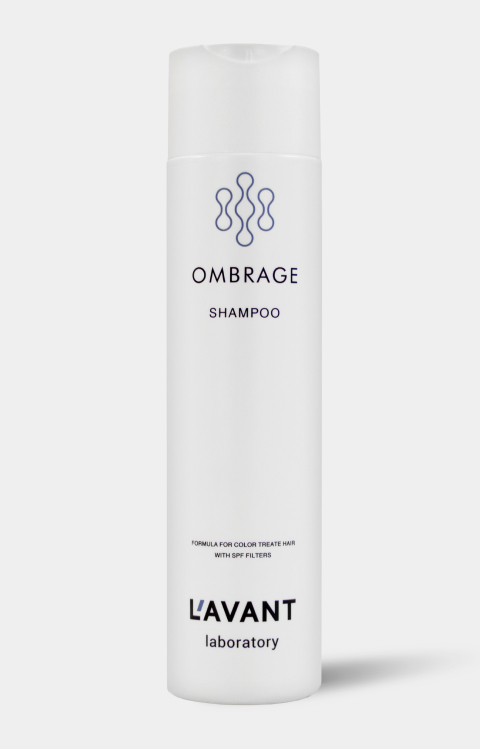 OMBRAGE
SHAMPOO
FORMULA FOR COLOR TREATE HAIR
WITH SPF FILTERS
L'AVANT
laboratory